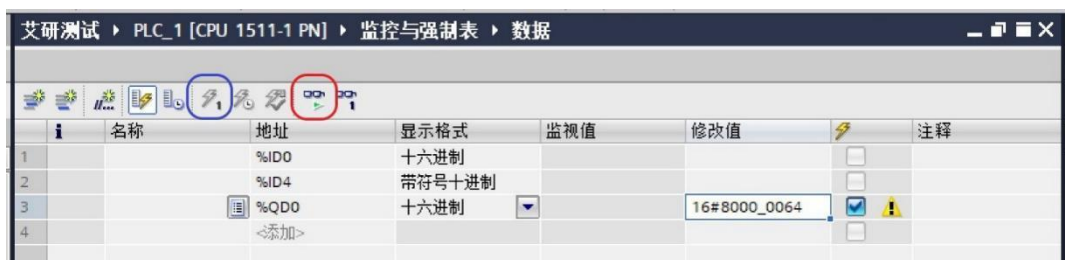 艾研测试 ▸ PLC_1 [CPU 1511-1 PN] ▸ 监控与强制表 ▸ 数据
i 名称 地址 显示格式 监视值 修改值 注释
1 %ID0 十六进制
2 %ID4 带符号十进制
3 %QD0 十六进制 16#8000_0064
4 <添加>